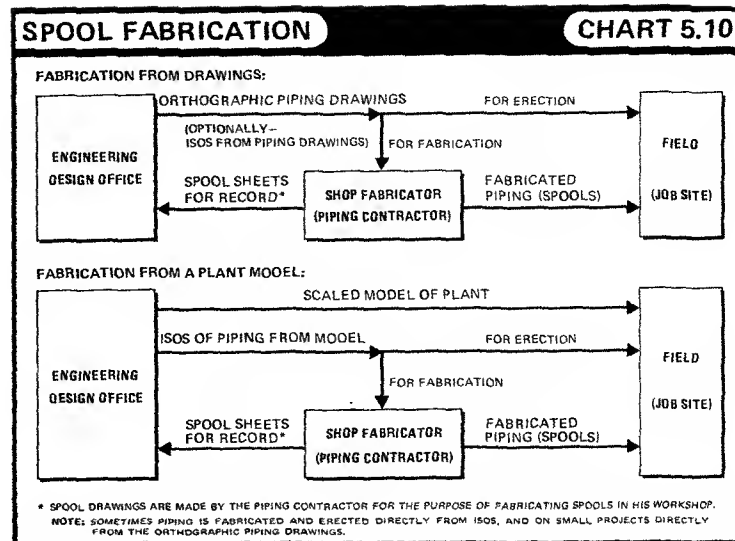 SPOOL FABRICATION
CHART 5.10
FABRICATION FROM DRAWINGS:
ORTHOGRAPHIC PIPING DRAWINGS
FOR ERECTION
(OPTIONALLY–
ISOS FROM PIPING DRAWINGS)
FOR FABRICATION
ENGINEERING
DESIGN OFFICE
FIELD
(JOB SITE)
SPOOL SHEETS
FOR RECORD*
SHOP FABRICATOR
(PIPING CONTRACTOR)
FABRICATED
PIPING (SPOOLS)
FABRICATION FROM A PLANT MODEL:
SCALED MODEL OF PLANT
ISOS OF PIPING FROM MODEL
FOR ERECTION
FOR FABRICATION
ENGINEERING
DESIGN OFFICE
FIELD
(JOB SITE)
SPOOL SHEETS
FOR RECORD*
SHOP FABRICATOR
(PIPING CONTRACTOR)
FABRICATED
PIPING (SPOOLS)
* SPOOL DRAWINGS ARE MADE BY THE PIPING CONTRACTOR FOR THE PURPOSE OF FABRICATING SPOOLS IN HIS WORKSHOP.
NOTE: SOMETIMES PIPING IS FABRICATED AND ERECTED DIRECTLY FROM ISOS, AND ON SMALL PROJECTS DIRECTLY
FROM THE ORTHOGRAPHIC PIPING DRAWINGS.